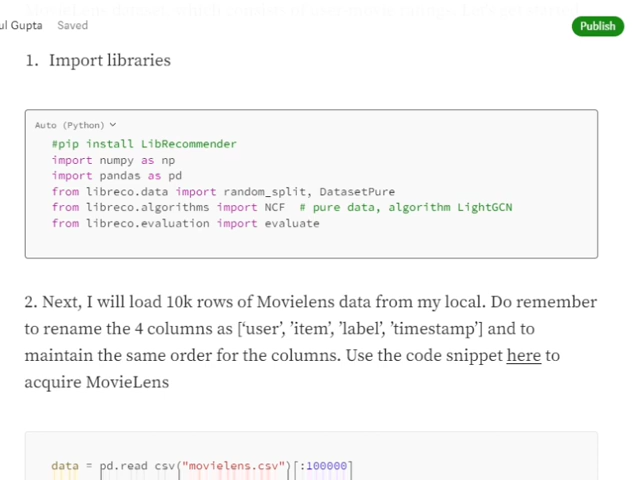 ul Gupta Saved
Publish
1. Import libraries
Auto (Python)
#pip install LibRecommender
import numpy as np
import pandas as pd
from libreco.data import random_split, DatasetPure
from libreco.algorithms import NCF # pure data, algorithm LightGCN
from libreco.evaluation import evaluate
2. Next, I will load 10k rows of Movielens data from my local. Do remember
to rename the 4 columns as [‘user’, ’item’, ’label’, ’timestamp’] and to
maintain the same order for the columns. Use the code snippet here to
acquire MovieLens
data = pd.read_csv("movielens.csv")[:100000]